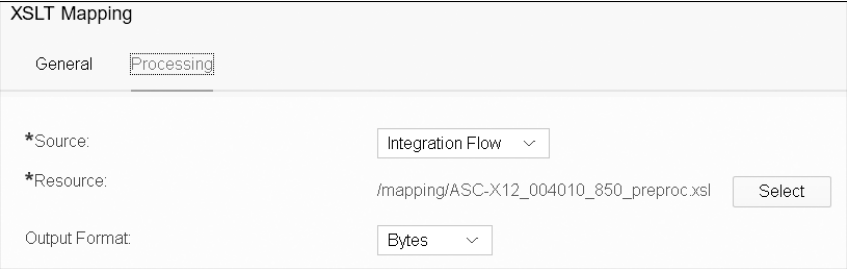 XSLT Mapping
General Processing
*Source: Integration Flow
*Resource: /mapping/ASC-X12_004010_850_preproc.xsl Select
Output Format: Bytes